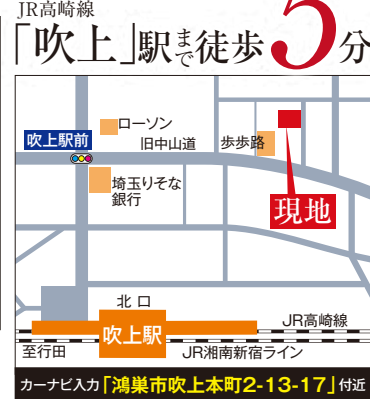 JR高崎線
「吹上」駅まで徒歩5分
ローソン
吹上駅前
旧中山道
歩歩路
埼玉りそな
銀行
現地
北口
吹上駅
JR高崎線
至行田
JR湘南新宿ライン
カーナビ入力「鴻巣市吹上本町2-13-17」付近